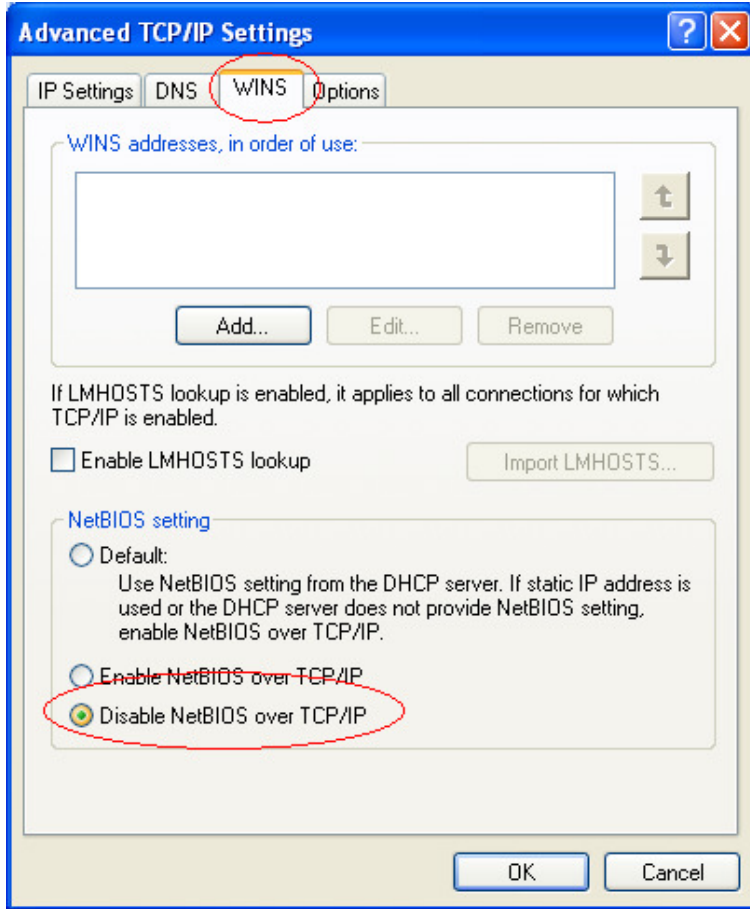 Advanced TCP/IP Settings
IP Settings DNS WINS Options
WINS addresses, in order of use:
Add... Edit... Remove
If LMHOSTS lookup is enabled, it applies to all connections for which
TCP/IP is enabled.
Enable LMHOSTS lookup Import LMHOSTS...
NetBIOS setting
Default:
Use NetBIOS setting from the DHCP server. If static IP address is
used or the DHCP server does not provide NetBIOS setting,
enable NetBIOS over TCP/IP.
Enable NetBIOS over TCP/IP
Disable NetBIOS over TCP/IP
OK Cancel